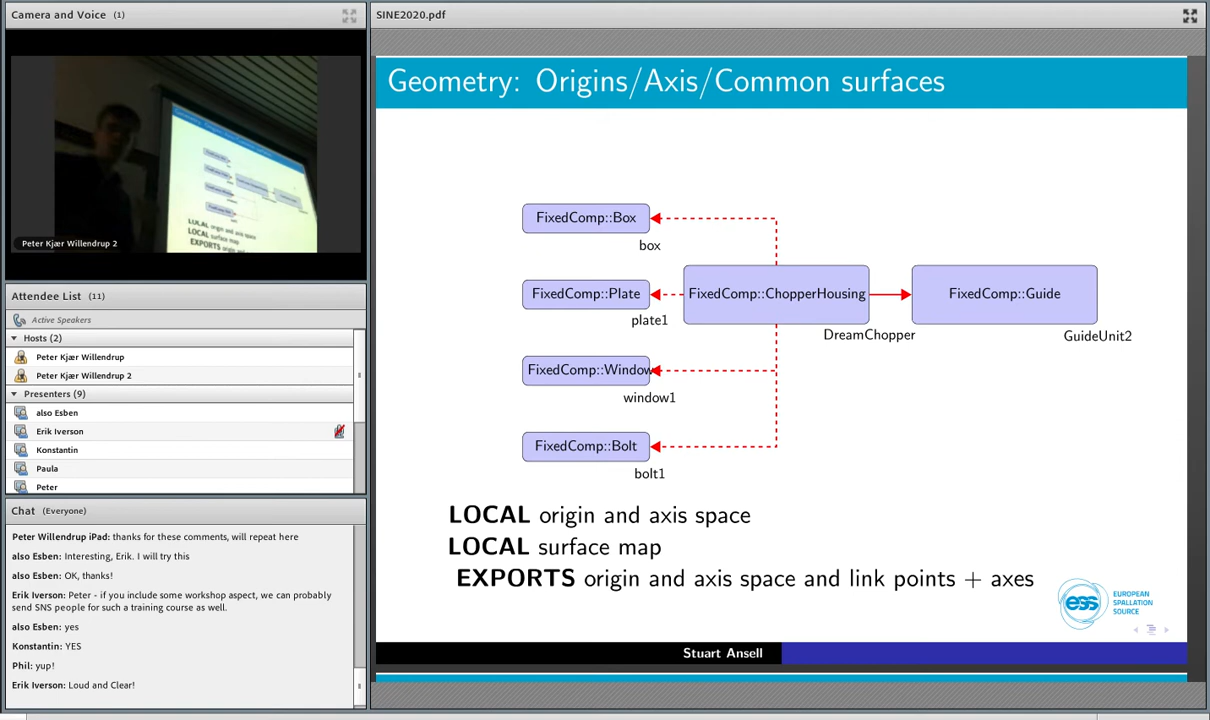 Camera and Voice (1)
Peter Kjær Willendrup 2
Attendee List (11)
Active Speakers
Hosts (2)
Peter Kjær Willendrup
Peter Kjær Willendrup 2
Presenters (9)
also Esben
Erik Iverson
Konstantin
Paula
Peter
Chat (Everyone)
Peter Willendrup iPad: thanks for these comments, will repeat here
also Esben: Interesting, Erik. I will try this
also Esben: OK, thanks!
Erik Iverson: Peter - if you include some workshop aspect, we can probably
send SNS people for such a training course as well.
also Esben: yes
Konstantin: YES
Phil: yup!
Erik Iverson: Loud and Clear!
SINE2020.pdf
Geometry: Origins/Axis/Common surfaces
FixedComp::Box
box
FixedComp::Plate
plate1
FixedComp::ChopperHousing
DreamChopper
FixedComp::Guide
GuideUnit2
FixedComp::Window
window1
FixedComp::Bolt
bolt1
LOCAL origin and axis space
LOCAL surface map
EXPORTS origin and axis space and link points + axes
ess
EUROPEAN
SPALLATION
SOURCE
Stuart Ansell